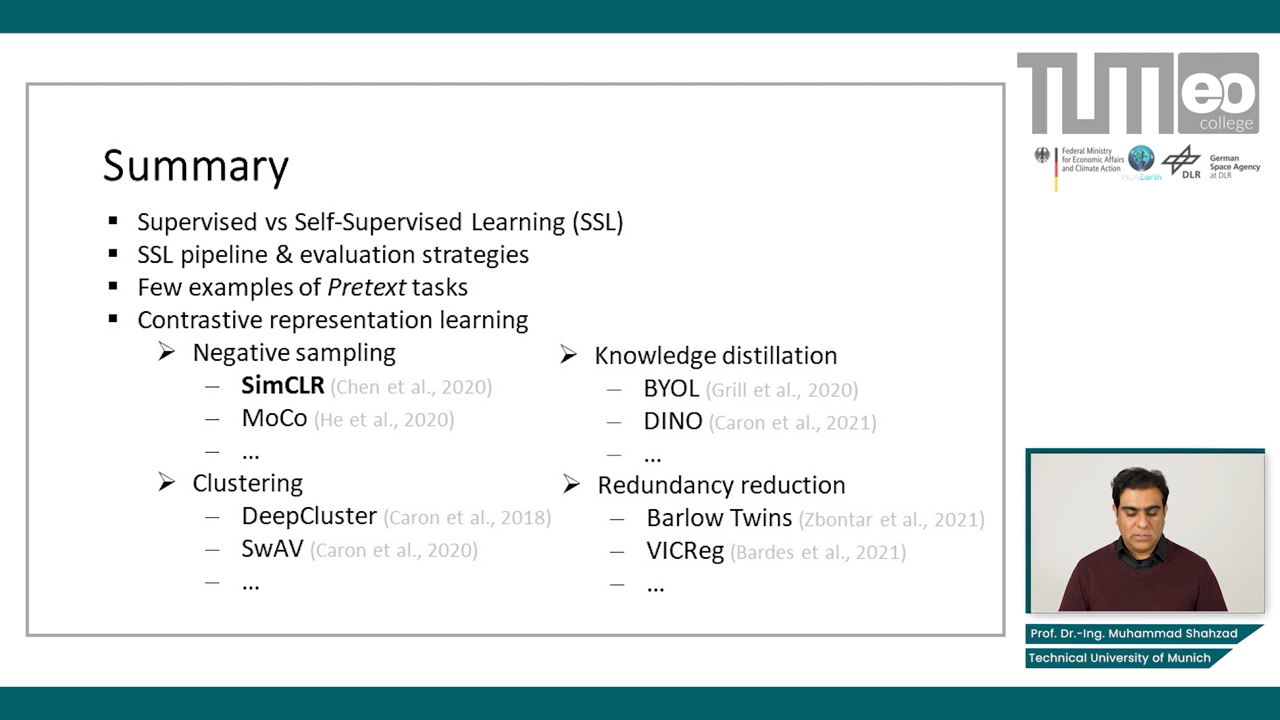 TUM eo
college
Federal Ministry
for Economic Affairs
and Climate Action
DLR
German
Space Agency
at DLR
Summary
▪ Supervised vs Self-Supervised Learning (SSL)
▪ SSL pipeline & evaluation strategies
▪ Few examples of Pretext tasks
▪ Contrastive representation learning
➢ Negative sampling
– SimCLR (Chen et al., 2020)
– MoCo (He et al., 2020)
– ...
➢ Clustering
– DeepCluster (Caron et al., 2018)
– SwAV (Caron et al., 2020)
– ...
➢ Knowledge distillation
– BYOL (Grill et al., 2020)
– DINO (Caron et al., 2021)
– ...
➢ Redundancy reduction
– Barlow Twins (Zbontar et al., 2021)
– VICReg (Bardes et al., 2021)
– ...
Prof. Dr.-Ing. Muhammad Shahzad
Technical University of Munich